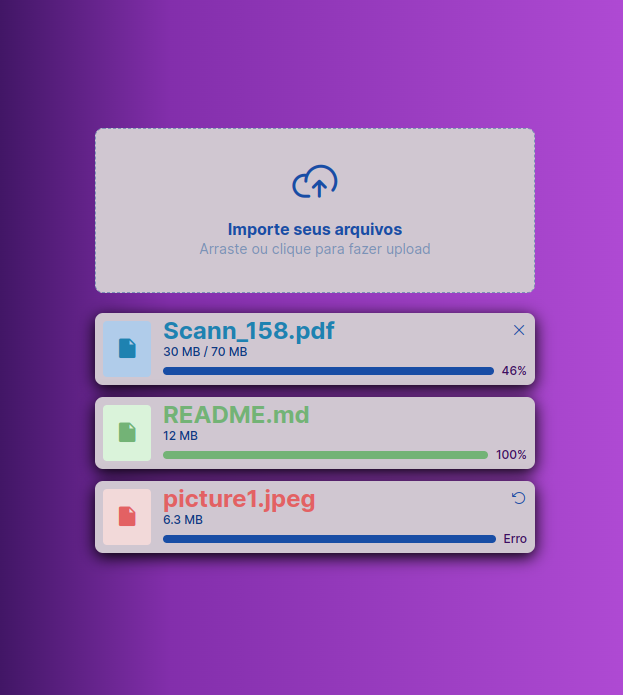 Importe seus arquivos
Arraste ou clique para fazer upload
Scann_158.pdf
30 MB / 70 MB
46%
README.md
12 MB
100%
picture1.jpeg
6.3 MB
Erro